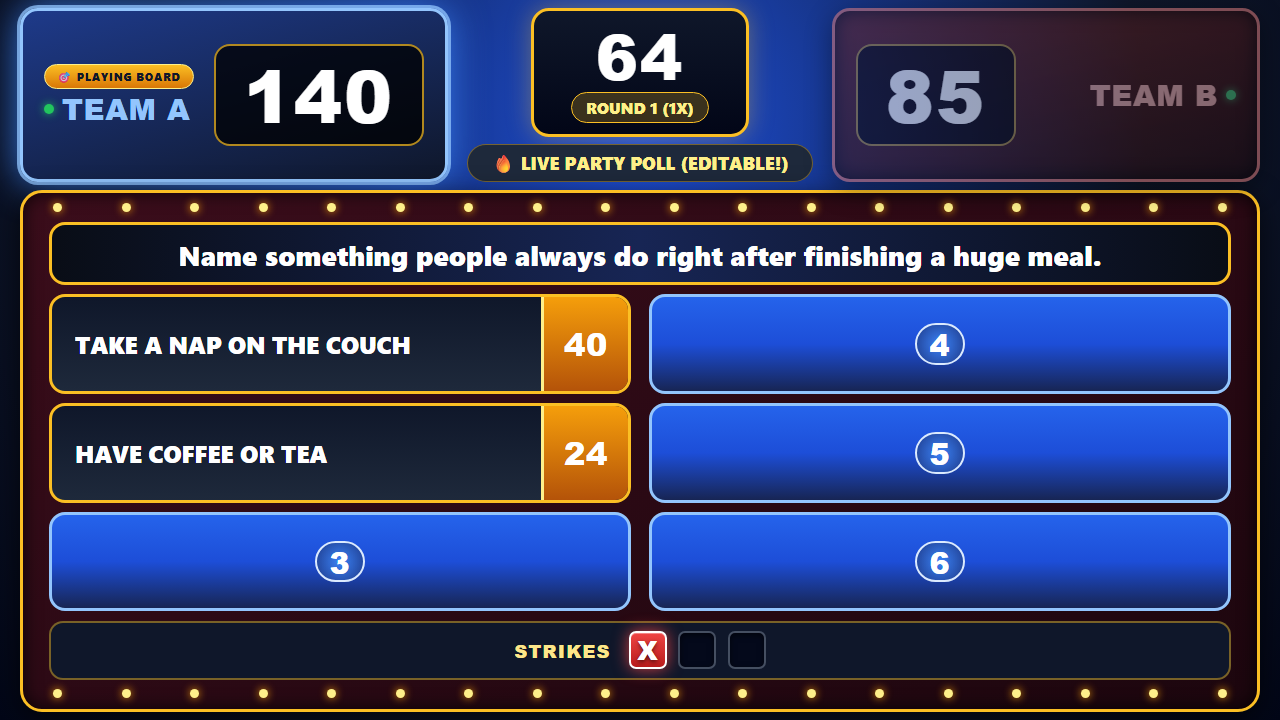 PLAYING BOARD
TEAM A
140
64
ROUND 1 (1X)
LIVE PARTY POLL (EDITABLE!)
85
TEAM B
Name something people always do right after finishing a huge meal.
TAKE A NAP ON THE COUCH
40
HAVE COFFEE OR TEA
24
3
4
5
6
STRIKES X